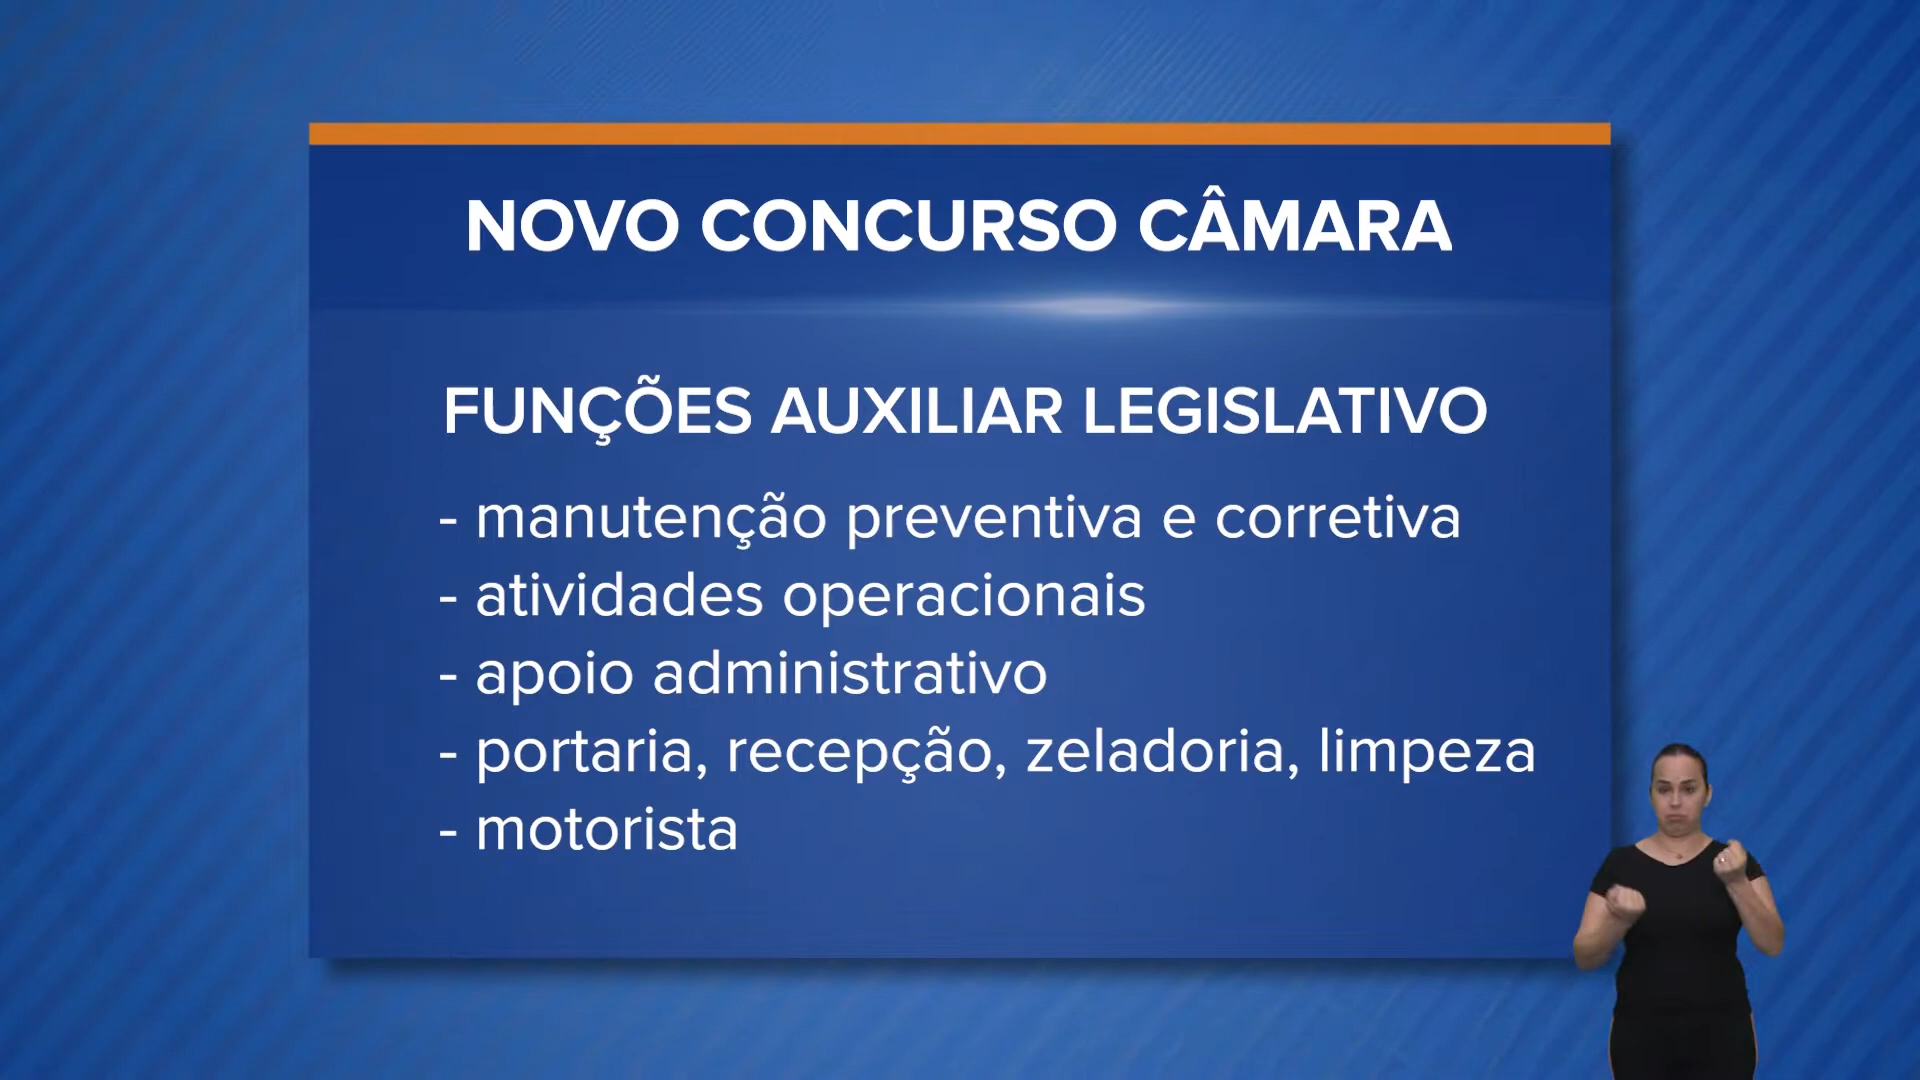 NOVO CONCURSO CÂMARA
FUNÇÕES AUXILIAR LEGISLATIVO
- manutenção preventiva e corretiva
- atividades operacionais
- apoio administrativo
- portaria, recepção, zeladoria, limpeza
- motorista